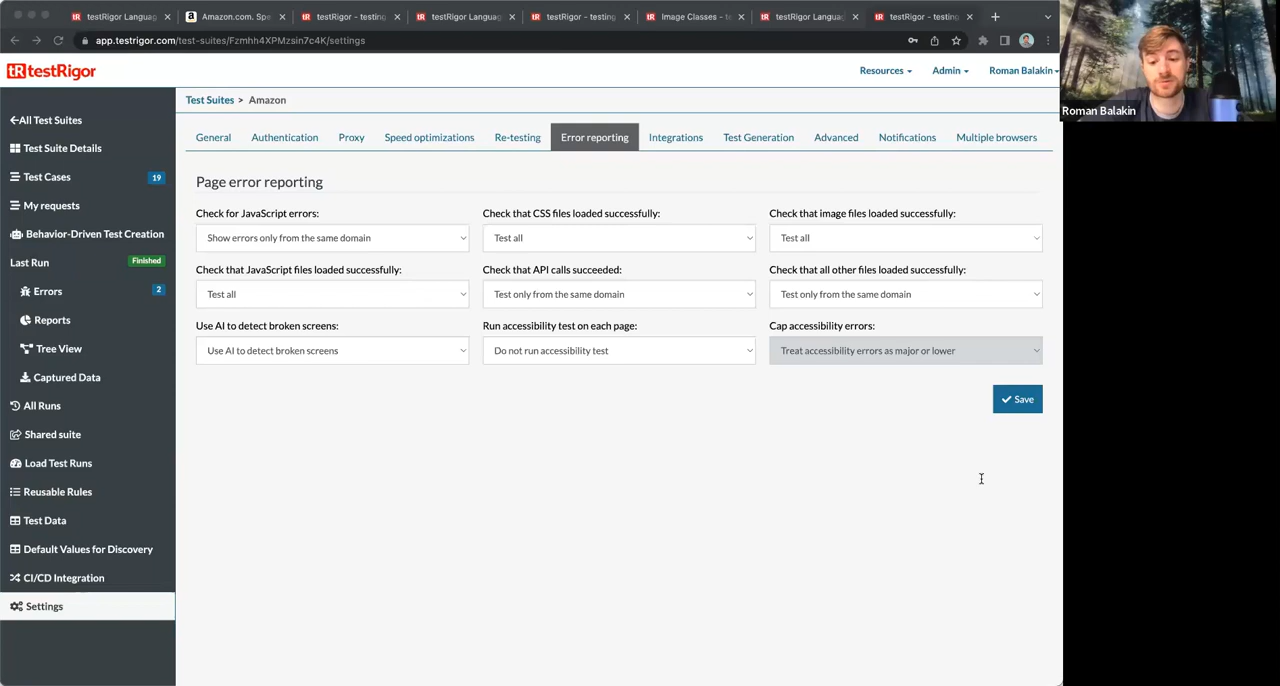 testRigor Languag
Amazon.com. Spe
testRigor - testing
testRigor Languag
testRigor - testing
Image Classes - te
testRigor Languag
testRigor - testing
app.testrigor.com/test-suites/Fzmhh4XPMzsin7c4K/settings
testRigor
Resources
Admin
Roman Balakin
Roman Balakin
Test Suites > Amazon
All Test Suites
Test Suite Details
Test Cases 19
My requests
Behavior-Driven Test Creation
Last Run Finished
Errors 2
Reports
Tree View
Captured Data
All Runs
Shared suite
Load Test Runs
Reusable Rules
Test Data
Default Values for Discovery
CI/CD Integration
Settings
General Authentication Proxy Speed optimizations Re-testing Error reporting Integrations Test Generation Advanced Notifications Multiple browsers
Page error reporting
Check for JavaScript errors: Check that CSS files loaded successfully: Check that image files loaded successfully:
Show errors only from the same domain Test all Test all
Check that JavaScript files loaded successfully: Check that API calls succeeded: Check that all other files loaded successfully:
Test all Test only from the same domain Test only from the same domain
Use AI to detect broken screens: Run accessibility test on each page: Cap accessibility errors:
Use AI to detect broken screens Do not run accessibility test Treat accessibility errors as major or lower
Save